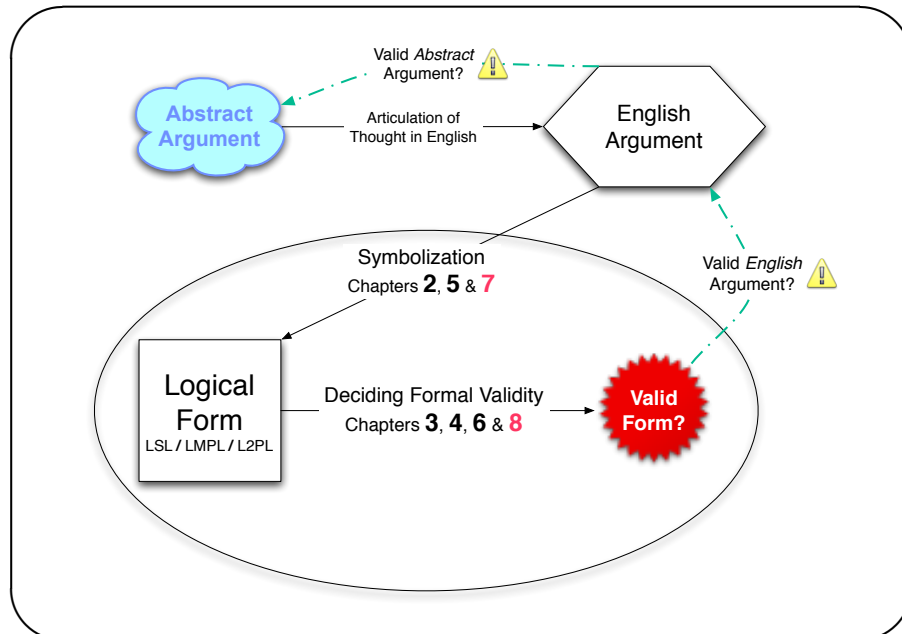 Valid Abstract
Argument?
Abstract
Argument
Articulation of
Thought in English
English
Argument
Symbolization
Chapters 2, 5 & 7
Valid English
Argument?
Logical
Form
LSL / LMPL / L2PL
Deciding Formal Validity
Chapters 3, 4, 6 & 8
Valid
Form?